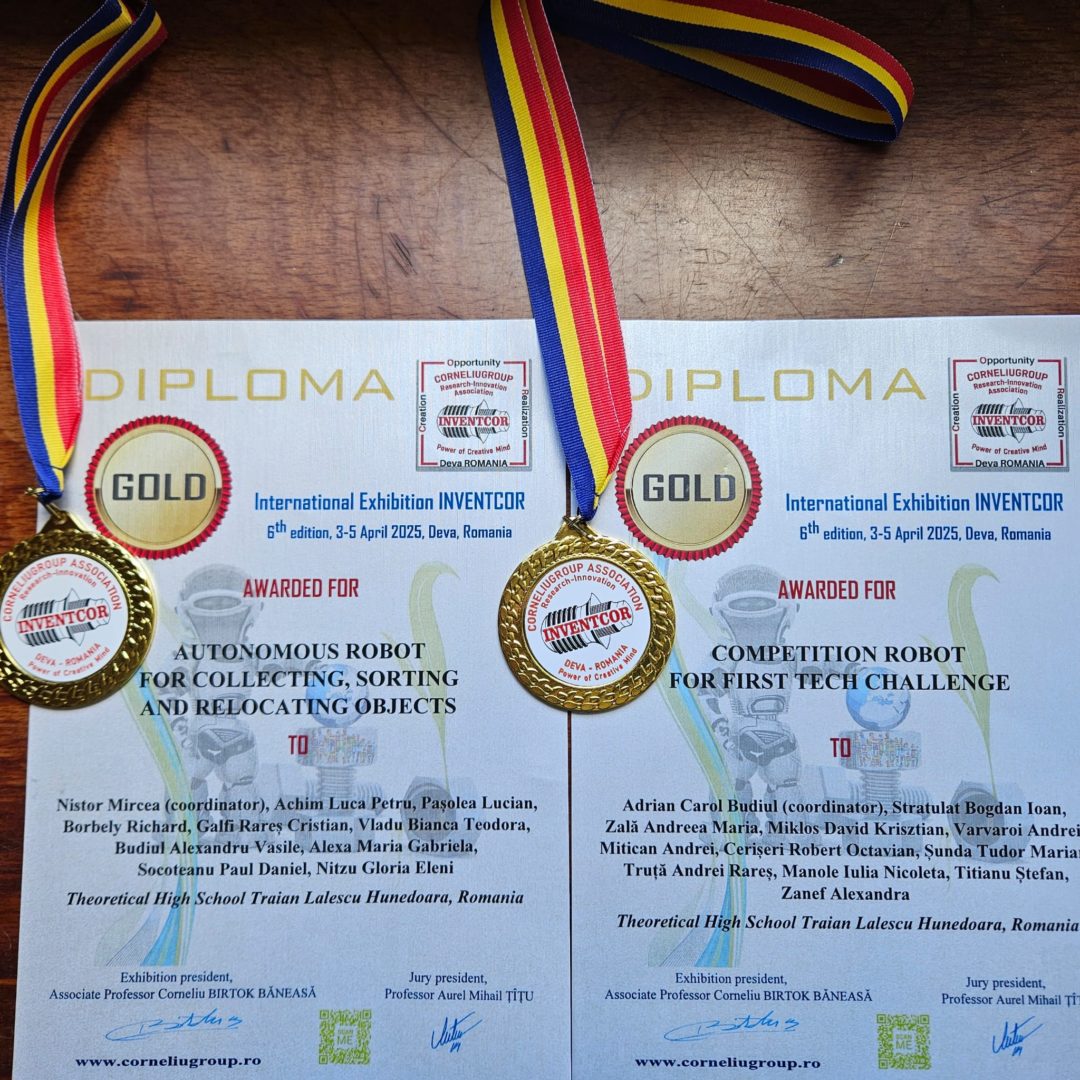 DIPLOMA
Opportunity
CORNELIUGROUP
Research-Innovation
Association
Creation
Realization
INVENTCOR
Power of Creative Mind
Deva ROMANIA
GOLD
International Exhibition INVENTCOR
6th edition, 3-5 April 2025, Deva, Romania
CORNELIUGROUP ASSOCIATION
Research-Innovation
INVENTCOR
DEVA - ROMANIA
Power of Creative Mind
AWARDED FOR
AUTONOMOUS ROBOT
FOR COLLECTING, SORTING
AND RELOCATING OBJECTS
TO
Nistor Mircea (coordinator), Achim Luca Petru, Pașolea Lucian,
Borbely Richard, Galfi Rareș Cristian, Vladu Bianca Teodora,
Budiul Alexandru Vasile, Alexa Maria Gabriela,
Socoteanu Paul Daniel, Nitzu Gloria Eleni
Theoretical High School Traian Lalescu Hunedoara, Romania
Exhibition president,
Associate Professor Corneliu BIRTOK BĂNEASĂ
Jury president,
Professor Aurel Mihail ȚÎȚU
SCAN
ME
www.corneliugroup.ro
DIPLOMA
Opportunity
CORNELIUGROUP
Research-Innovation
Association
Creation
Realization
INVENTCOR
Power of Creative Mind
Deva ROMANIA
GOLD
International Exhibition INVENTCOR
6th edition, 3-5 April 2025, Deva, Romania
CORNELIUGROUP ASSOCIATION
Research-Innovation
INVENTCOR
DEVA - ROMANIA
Power of Creative Mind
AWARDED FOR
COMPETITION ROBOT
FOR FIRST TECH CHALLENGE
TO
Adrian Carol Budiul (coordinator), Stratulat Bogdan Ioan,
Zală Andreea Maria, Miklos David Krisztian, Varvaroi Andrei
Mitican Andrei, Cerișeri Robert Octavian, Șunda Tudor Marian
Truță Andrei Rareș, Manole Iulia Nicoleta, Titianu Ștefan,
Zanef Alexandra
Theoretical High School Traian Lalescu Hunedoara, Romania
Exhibition president,
Associate Professor Corneliu BIRTOK BĂNEASĂ
Jury president,
Professor Aurel Mihail ȚÎ
SCAN
ME
www.corneliugroup.ro